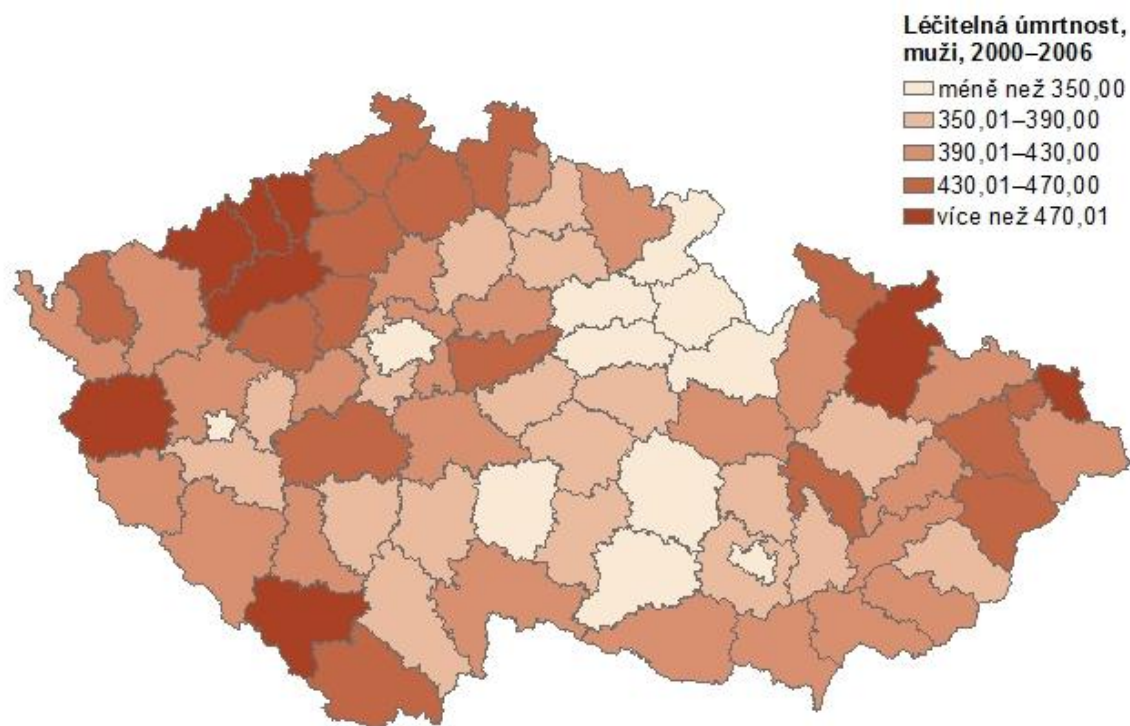 Léčitelná úmrtnost,
muži, 2000–2006
méně než 350,00
350,01–390,00
390,01–430,00
430,01–470,00
více než 470,01